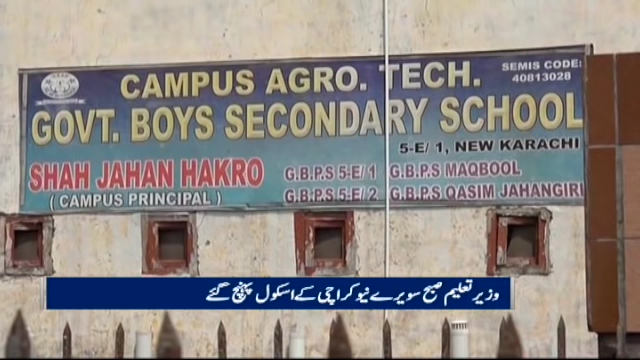 CAMPUS AGRO. TECH.
SEMIS CODE:
40813028
GOVT. BOYS SECONDARY SCHOOL
5-E/ 1, NEW KARACHI
SHAH JAHAN HAKRO
( CAMPUS PRINCIPAL )
G.B.P.S 5-E/ 1
G.B.P.S MAQBOOL
G.B.P.S 5-E/ 2
G.B.P.S QASIM JAHANGIRI
وزیر تعلیم صبح سویرے نیو کراچی کے اسکول پہنچ گئے